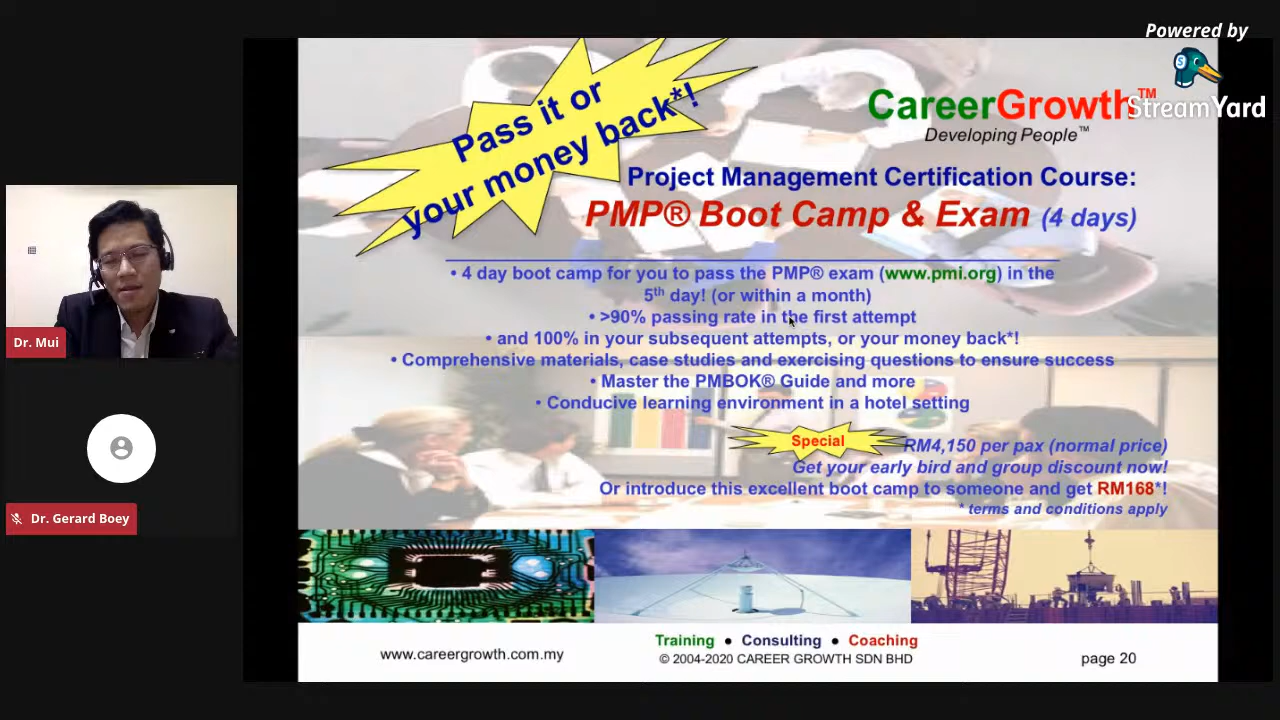 Powered by
StreamYard
Pass it or
your money back*!
CareerGrowth™
Developing People™
Project Management Certification Course:
PMP® Boot Camp & Exam (4 days)
• 4 day boot camp for you to pass the PMP® exam (www.pmi.org) in the
5th day! (or within a month)
• >90% passing rate in the first attempt
• and 100% in your subsequent attempts, or your money back*!
• Comprehensive materials, case studies and exercising questions to ensure success
• Master the PMBOK® Guide and more
• Conducive learning environment in a hotel setting
Special
RM4,150 per pax (normal price)
Get your early bird and group discount now!
Or introduce this excellent boot camp to someone and get RM168*!
* terms and conditions apply
Dr. Mui
Dr. Gerard Boey
Training • Consulting • Coaching
www.careergrowth.com.my
© 2004-2020 CAREER GROWTH SDN BHD
page 20